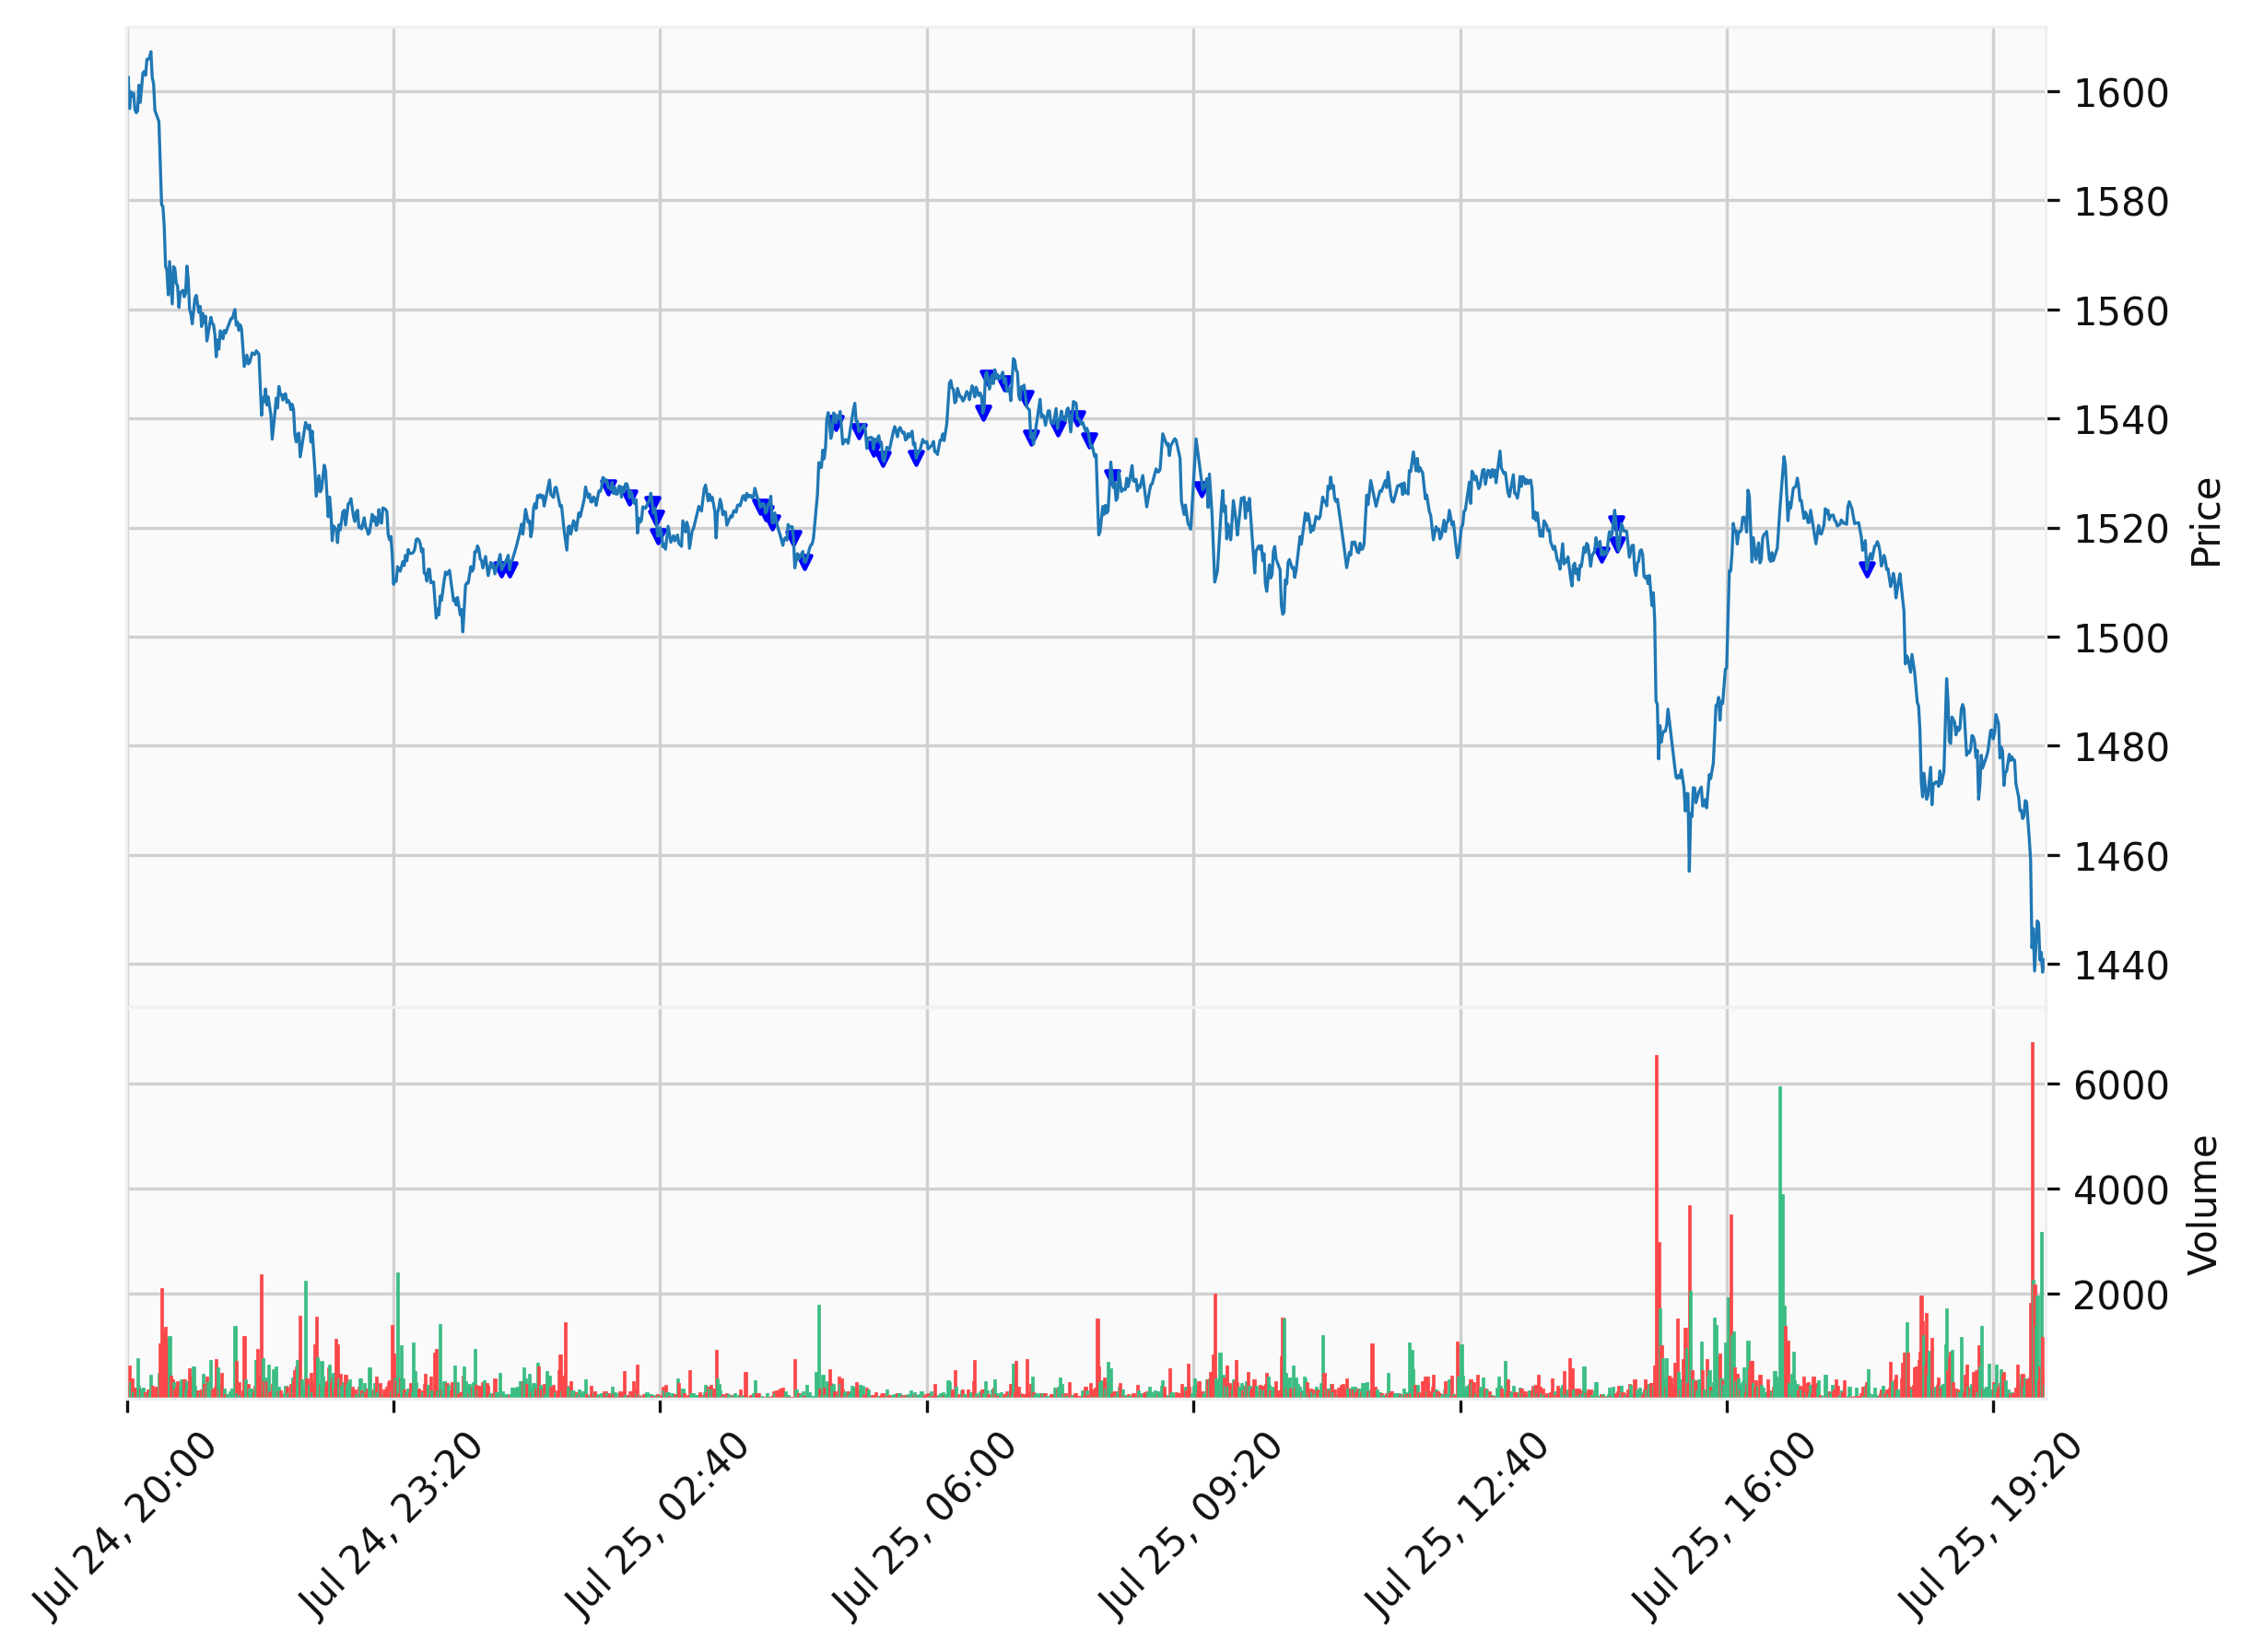 1600
1580
1560
1540
1520
1500
1480
1460
1440
Price
6000
4000
2000
Volume
Jul 24, 20:00
Jul 24, 23:20
Jul 25, 02:40
Jul 25, 06:00
Jul 25, 09:20
Jul 25, 12:40
Jul 25, 16:00
Jul 25, 19:20